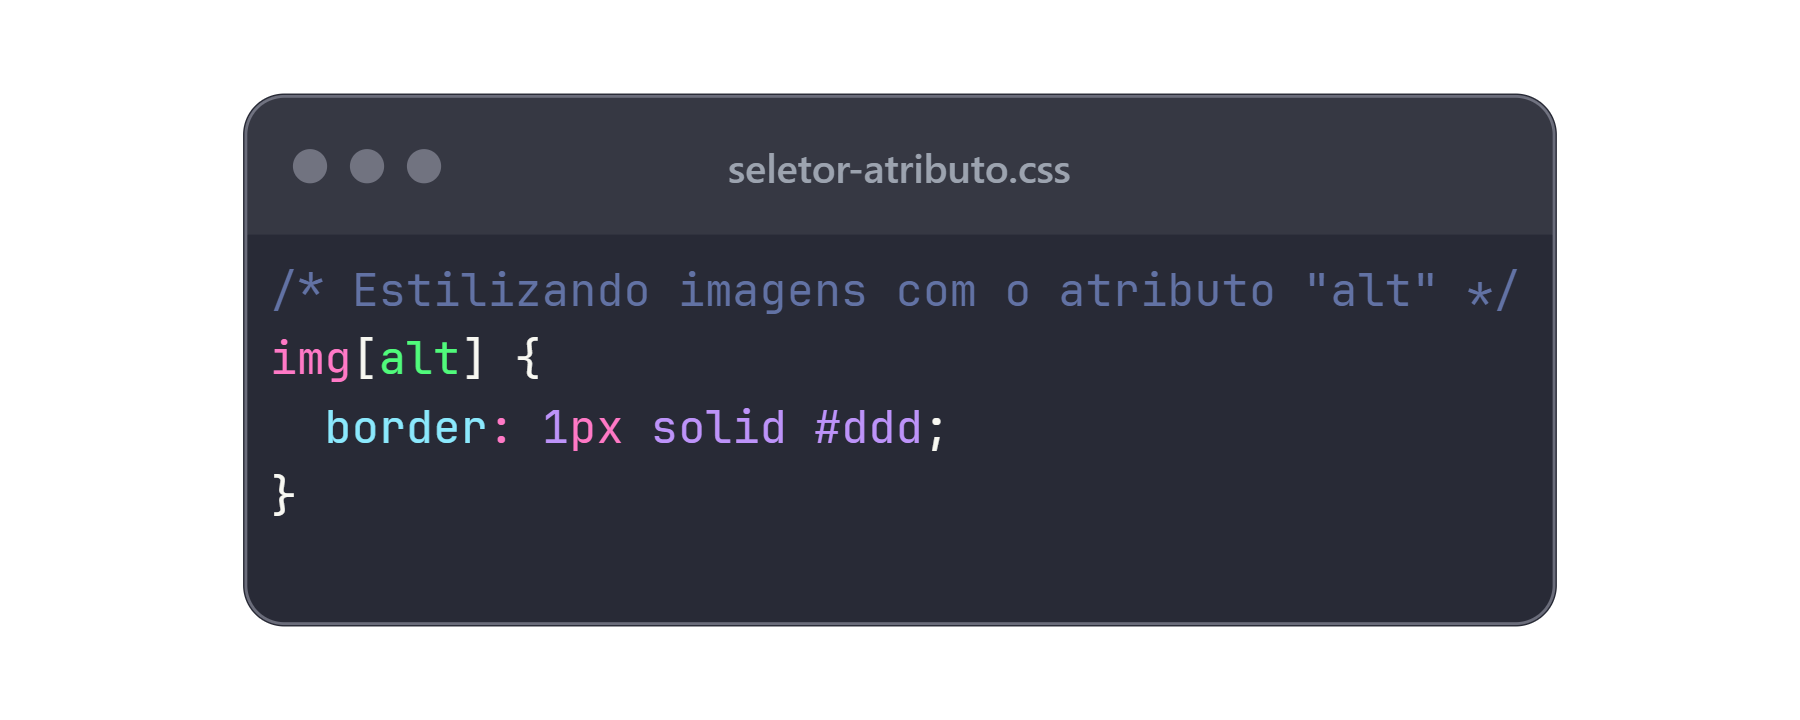 seletor-atributo.css
/* Estilizando imagens com o atributo "alt" */
img[alt] {
  border: 1px solid #ddd;
}